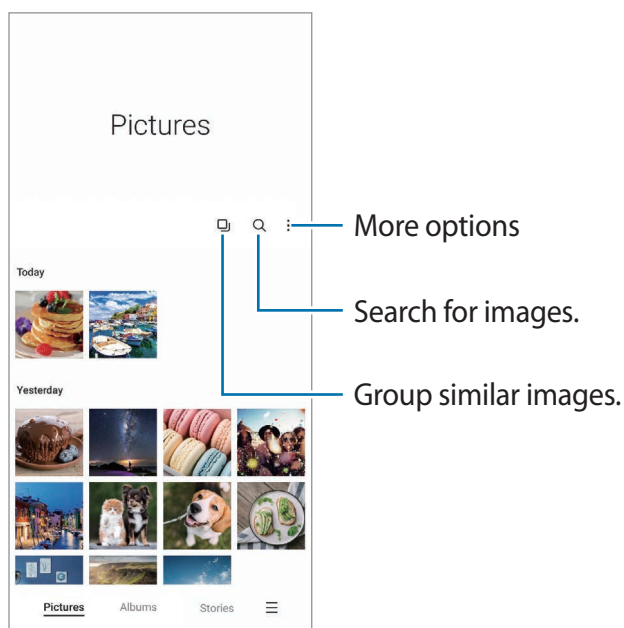 Pictures
More options
Today
Search for images.
Yesterday
Group similar images.
Pictures Albums Stories